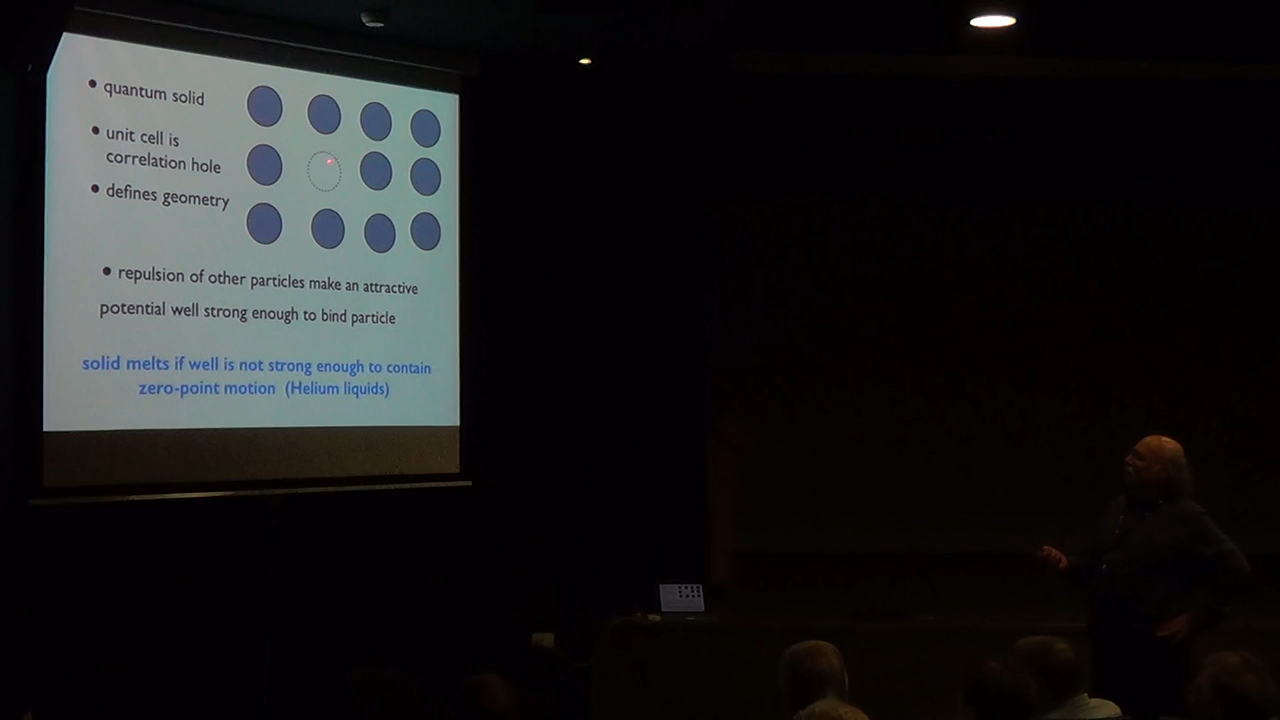 • quantum solid
• unit cell is
correlation hole
• defines geometry
• repulsion of other particles make an attractive
potential well strong enough to bind particle
solid melts if well is not strong enough to contain
zero-point motion (Helium liquids)